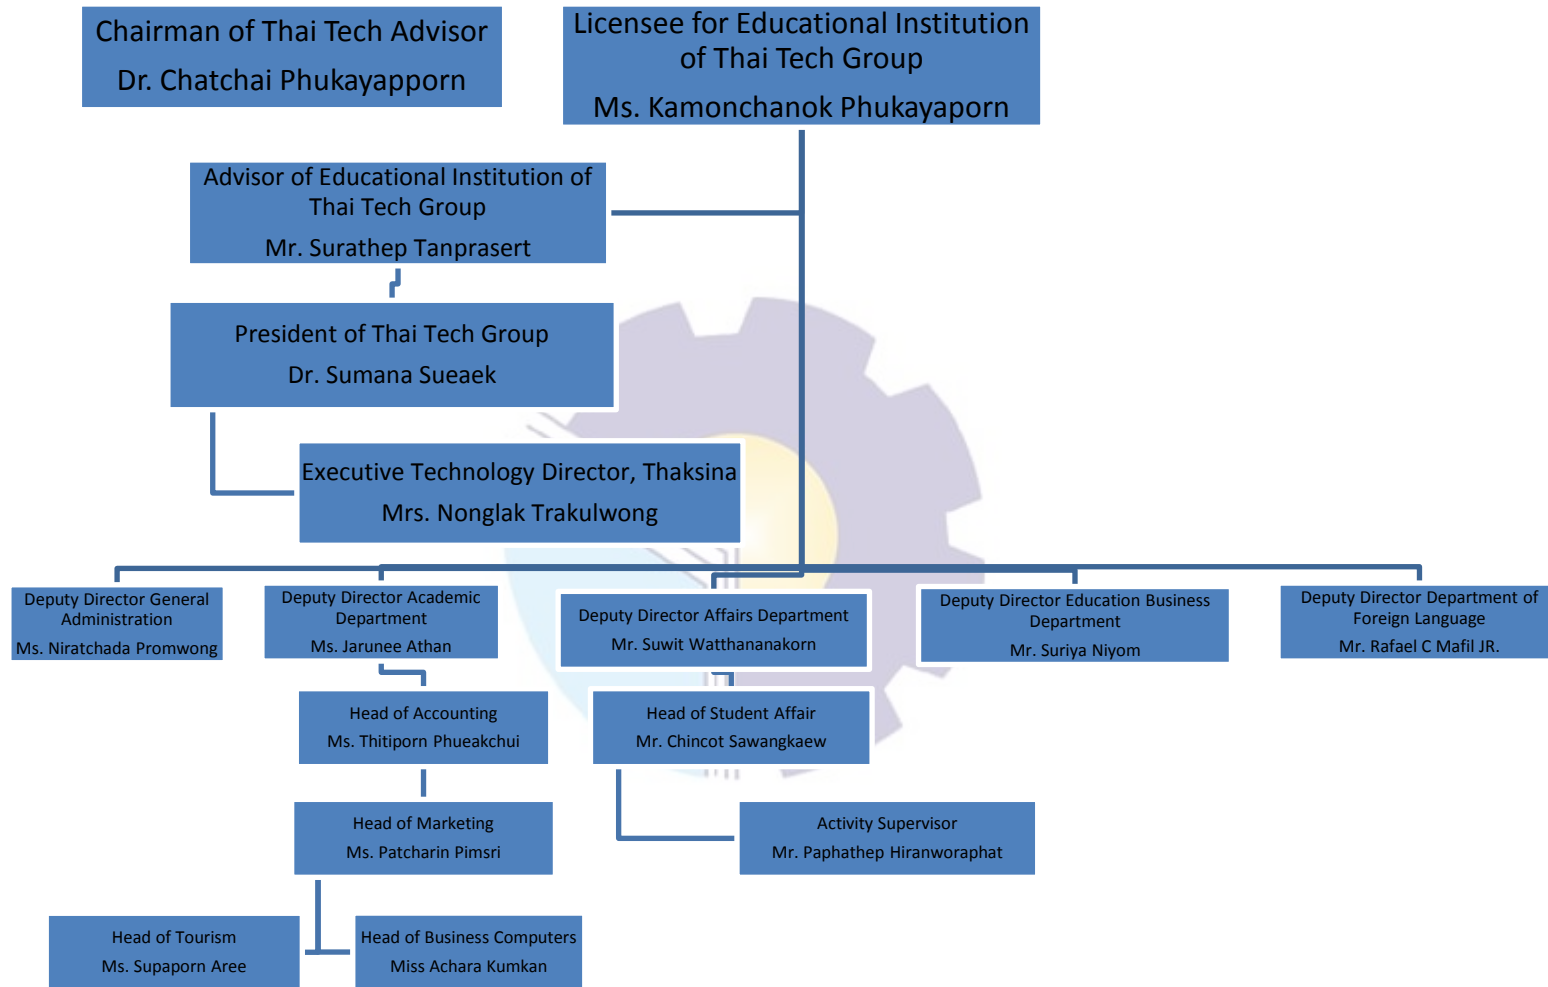 Chairman of Thai Tech Advisor
Dr. Chatchai Phukayapporn
Licensee for Educational Institution
of Thai Tech Group
Ms. Kamonchanok Phukayaporn
Advisor of Educational Institution of
Thai Tech Group
Mr. Surathep Tanprasert
President of Thai Tech Group
Dr. Sumana Sueaek
Executive Technology Director, Thaksina
Mrs. Nonglak Trakulwong
Deputy Director General
Administration
Ms. Niratchada Promwong
Deputy Director Academic
Department
Ms. Jarunee Athan
Deputy Director Affairs Department
Mr. Suwit Watthananakorn
Deputy Director Education Business
Department
Mr. Suriya Niyom
Deputy Director Department of
Foreign Language
Mr. Rafael C Mafil JR.
Head of Accounting
Ms. Thitiporn Phueakchui
Head of Student Affair
Mr. Chincot Sawangkaew
Head of Marketing
Ms. Patcharin Pimsri
Activity Supervisor
Mr. Paphathep Hiranworaphat
Head of Tourism
Ms. Supaporn Aree
Head of Business Computers
Miss Achara Kumkan